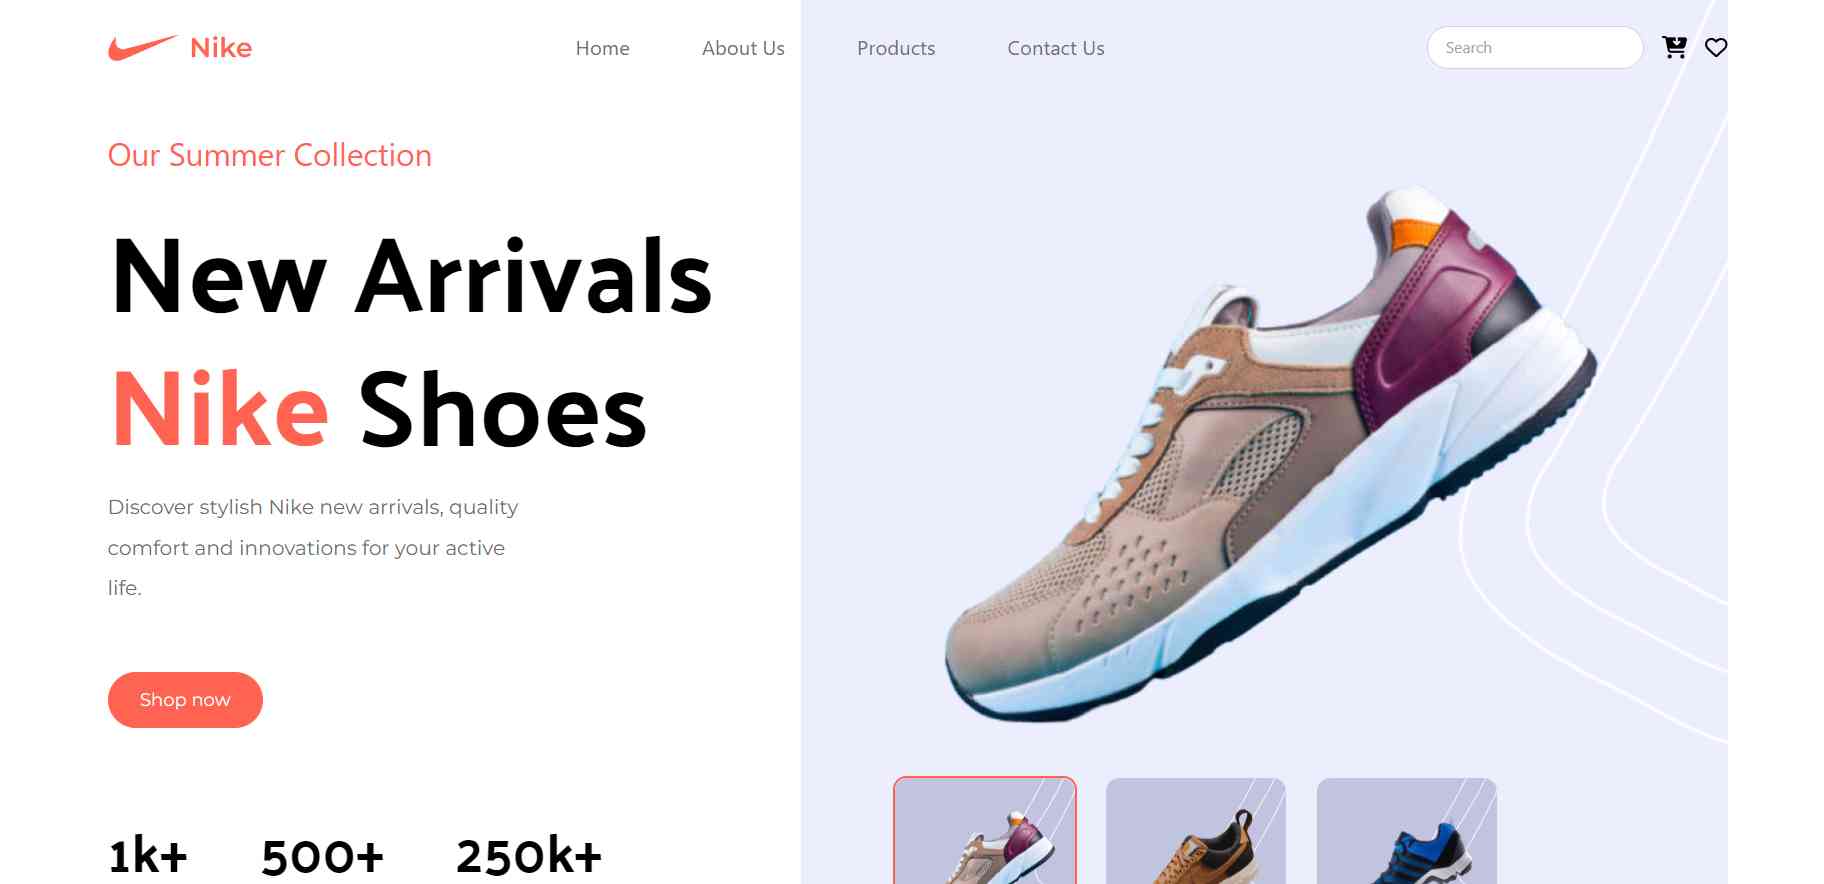 Nike
Home
About Us
Products
Contact Us
Search
Our Summer Collection
New Arrivals
Nike Shoes
Discover stylish Nike new arrivals, quality
comfort and innovations for your active
life.
Shop now
1k+
500+
250k+